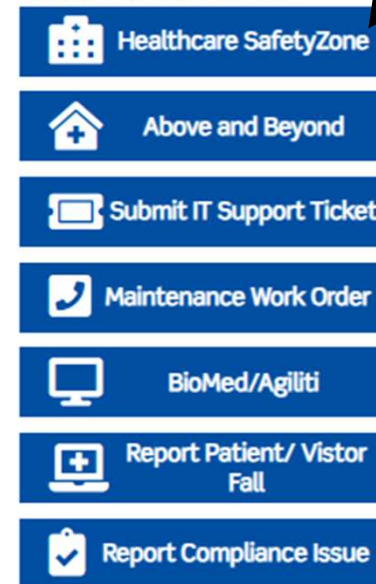 Healthcare SafetyZone
Above and Beyond
Submit IT Support Ticket
Maintenance Work Order
BioMed/Agiliti
Report Patient/ Vistor
Fall
Report Compliance Issue